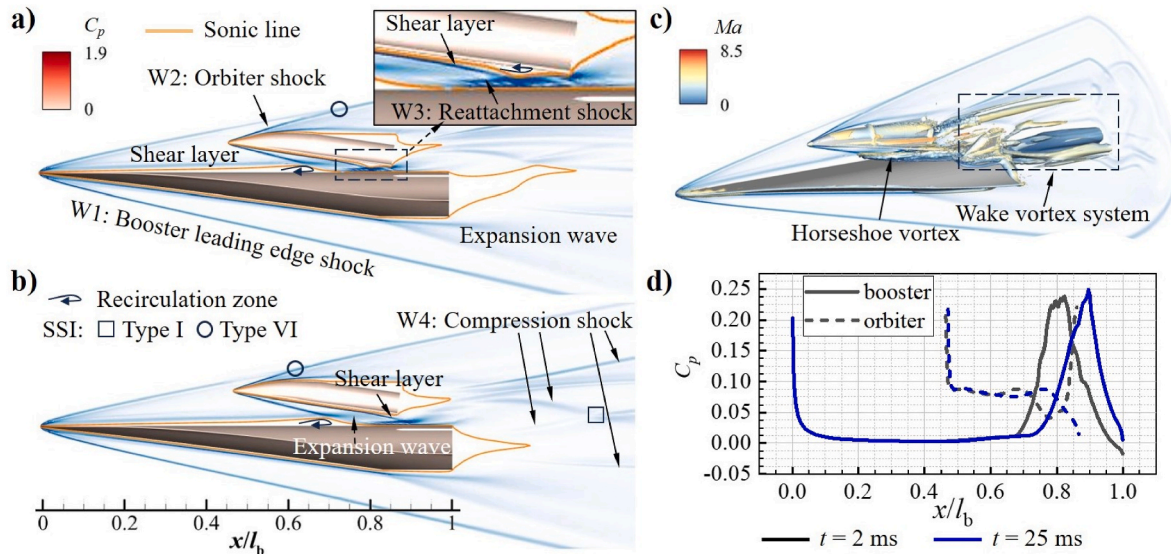 a)
Cp
1.9
0
Sonic line
W2: Orbiter shock
Shear layer
W3: Reattachment shock
Shear layer
W1: Booster leading edge shock
Expansion wave
b)
Recirculation zone
SSI: Type I Type VI
W4: Compression shock
Shear layer
Expansion wave
0 0.2 0.4 0.6 0.8 1
x/lb
c)
Ma
8.5
0
Horseshoe vortex
Wake vortex system
d)
booster
orbiter
Cp
0.25
0.20
0.15
0.10
0.05
0.00
-0.05
0.0 0.2 0.4 0.6 0.8 1.0
x/lb
t = 2 ms t = 25 ms